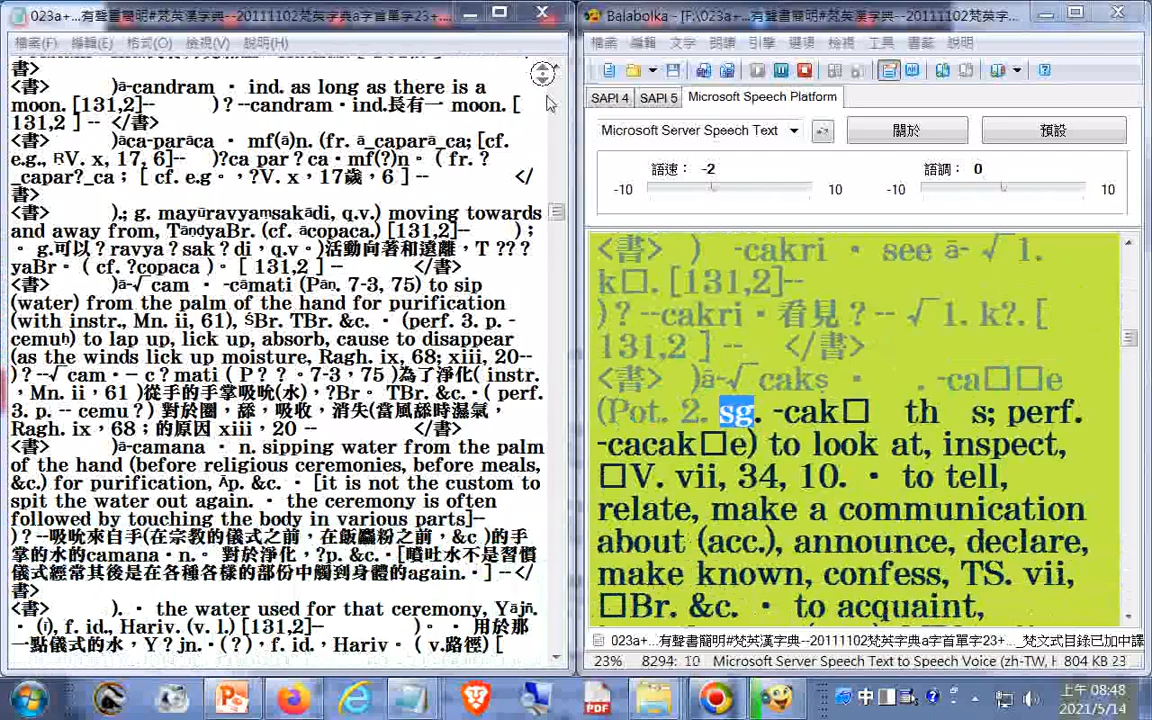 023a+...有聲書簡明#梵英漢字典--20111102梵英字典a字首單字23+...
檔案(F) 編輯(E) 格式(O) 檢視(V) 說明(H)
書>
<書> )ā-candram · ind. as long as there is a
moon. [131,2]-- )? --candram · ind.長有一 moon. [
131,2 ] -- </書>
<書> )āca-parāca · mf(ā)n. (fr. ā_caparā_ca; [cf.
e.g., ṚV. x, 17, 6]-- )?ca par ? ca · mf(?)n。 ( fr. ?
_capar?_ca ; [ cf. e.g。, ?V. x, 17歲, 6 ] -- </
書>
<書> ).; g. mayūravyaṃsakādi, q.v.) moving towards
and away from, TāṇḍyaBr. (cf. ācopaca.) [131,2]-- );
。 g.可以 ? ravya ? sak ? di, q.v。)活動向著和遠離, T ???
yaBr。 ( cf. ?copaca )。 [ 131,2 ] -- </書>
<書> )ā-√ cam · -cāmati (Pāṇ. 7-3, 75) to sip
(water) from the palm of the hand for purification
(with instr., Mn. ii, 61), ŚBr. TBr. &c. · (perf. 3. p. -
cemuḥ) to lap up, lick up, absorb, cause to disappear
(as the winds lick up moisture, Ragh. ix, 68; xiii, 20--
)? --√ cam · -- c ? mati ( P ? ? 。7-3, 75 )為了淨化( instr.
, Mn. ii, 61 )從手的手掌吸吮(水), ?Br。 TBr. &c. · ( perf.
3. p. -- cemu ? ) 對於圈, 舔, 吸收, 消失(當風舔時濕氣,
Ragh. ix, 68 ; 的原因 xiii, 20 -- </書>
<書> )ā-camana · n. sipping water from the palm
of the hand (before religious ceremonies, before meals,
&c.) for purification, Āp. &c. · [it is not the custom to
spit the water out again. · the ceremony is often
followed by touching the body in various parts]--
)? --吸吮來自手(在宗教的儀式之前, 在飯麤粉之前, &c )的手
掌的水的camana · n.。 對於淨化, ?p. &c. · [噴吐水不是習慣
儀式經常其後是在各種各樣的部份中觸到身體的again. · ] --</
書>
<書> ). · the water used for that ceremony, Yājñ.
· (ī), f. id., Hariv. (v. l.) [131,2]-- )。 · 用於那
一點儀式的水, Y ? jn. · (?), f. id., Hariv。 ( v.路徑) [
Balabolka - [F:\023a+...有聲書簡明#梵英漢字典--20111102梵英字...
檔案 編輯 文字 朗讀 引擎 選項 檢視 工具 書籤 說明
SAPI 4 SAPI 5 Microsoft Speech Platform
Microsoft Server Speech Text 關於 預設
語速: -2 語調: 0
-10 10 -10 10
<書> ) -cakri · see ā- √ 1.
k□. [131,2]--
)? --cakri · 看見 ? -- √ 1. k?. [
131,2 ] -- </書>
<書> )ā-√ cakṣ · . -ca□□e
(Pot. 2. sg. -cak□ th s; perf.
-cacak□e) to look at, inspect,
□V. vii, 34, 10. · to tell,
relate, make a communication
about (acc.), announce, declare,
make known, confess, TS. vii,
□Br. &c. · to acquaint,
023a+...有聲書簡明#梵英漢字典--20111102梵英字典a字首單字23+..._梵文式目錄已加中譯
23% 8294: 10 Microsoft Server Speech Text to Speech Voice (zh-TW, H 804 KB 23
中
上午 08:48
2021/5/14